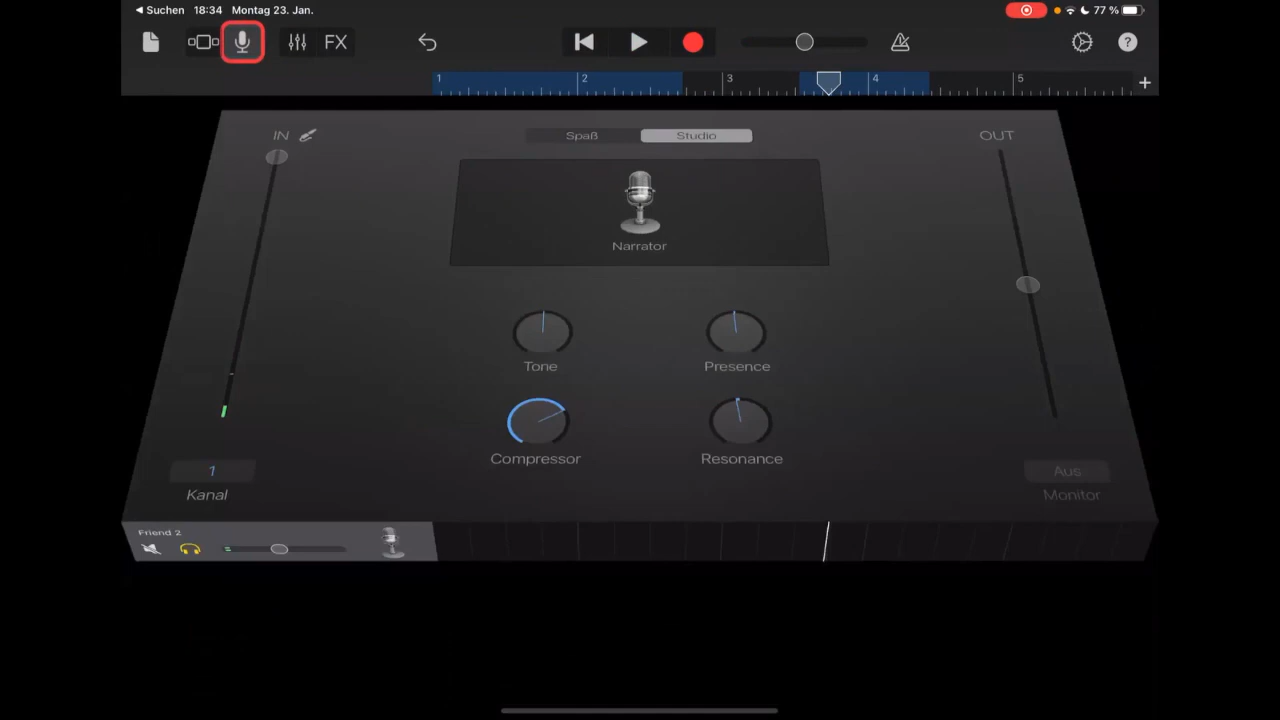 Suchen 18:34 Montag 23. Jan. 77 %
FX ?
1 2 3 4 5 +
IN Spaß Studio OUT
Narrator
Tone Presence
Compressor Resonance
1 Aus
Kanal Monitor
Friend 2